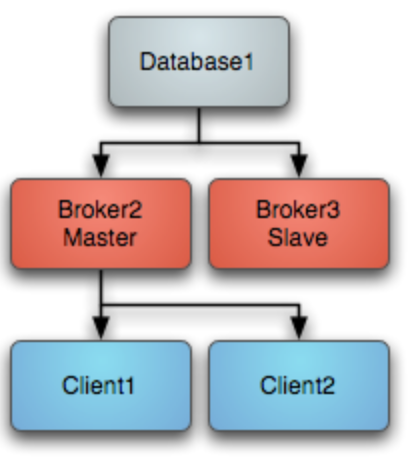 Database1
Broker2
Master
Broker3
Slave
Client1
Client2